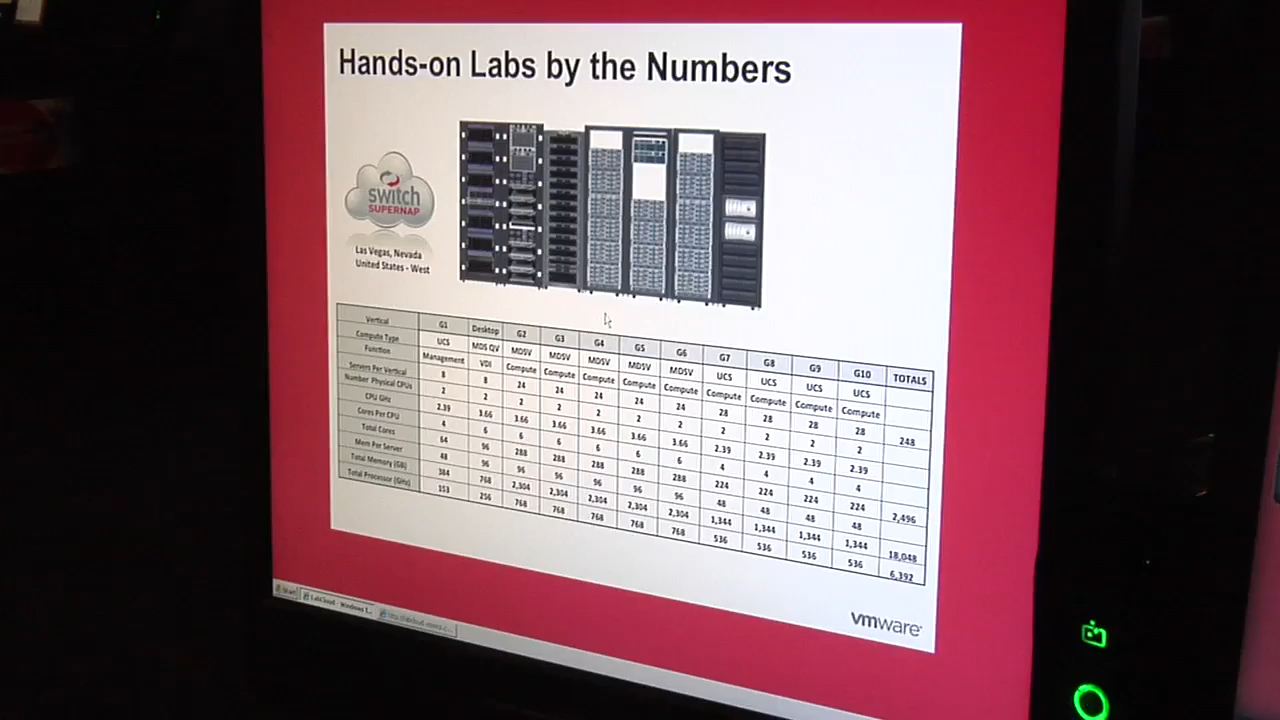 Hands-on Labs by the Numbers
switch
SUPERNAP
Las Vegas, Nevada
United States - West
Vertical G1 Desktop G2 G3 G4 G5 G6 G7 G8 G9 G10 TOTALS
Compute Type UCS MDS QV MDSV MDSV MDSV MDSV MDSV UCS UCS UCS UCS
Function Management VDI Compute Compute Compute Compute Compute Compute Compute Compute Compute
Servers Per Vertical 8 8 24 24 24 24 24 28 28 28 28 248
Number Physical CPUs 2 2 2 2 2 2 2 2 2 2 2
CPU GHz 2.39 3.66 3.66 3.66 3.66 3.66 3.66 2.39 2.39 2.39 2.39
Cores Per CPU 4 6 6 6 6 6 6 4 4 4 4
Total Cores 64 96 288 288 288 288 288 224 224 224 224 2,496
Mem Per Server 48 96 96 96 96 96 96 48 48 48 48
Total Memory (GB) 384 768 2,304 2,304 2,304 2,304 2,304 1,344 1,344 1,344 1,344 18,048
Total Processor (GHz) 153 256 768 768 768 768 768 536 536 536 536 6,392
vmware
Start LabCloud - Windows I...